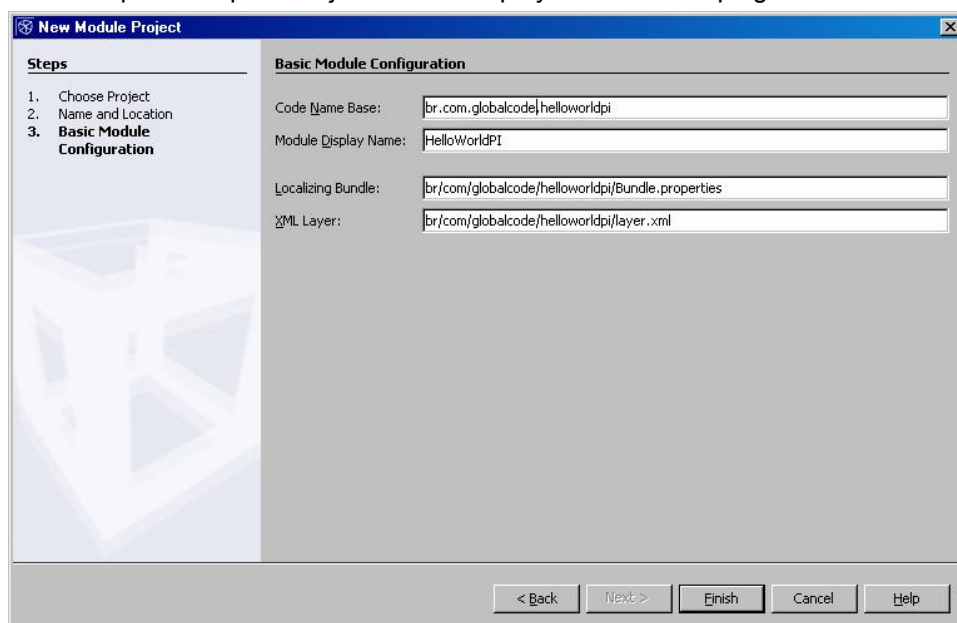 New Module Project
Steps
1. Choose Project
2. Name and Location
3. Basic Module
Configuration
Basic Module Configuration
Code Name Base: br.com.globalcode.helloworldpi
Module Display Name: HelloWorldPI
Localizing Bundle: br/com/globalcode/helloworldpi/Bundle.properties
XML Layer: br/com/globalcode/helloworldpi/layer.xml
< Back Next > Finish Cancel Help